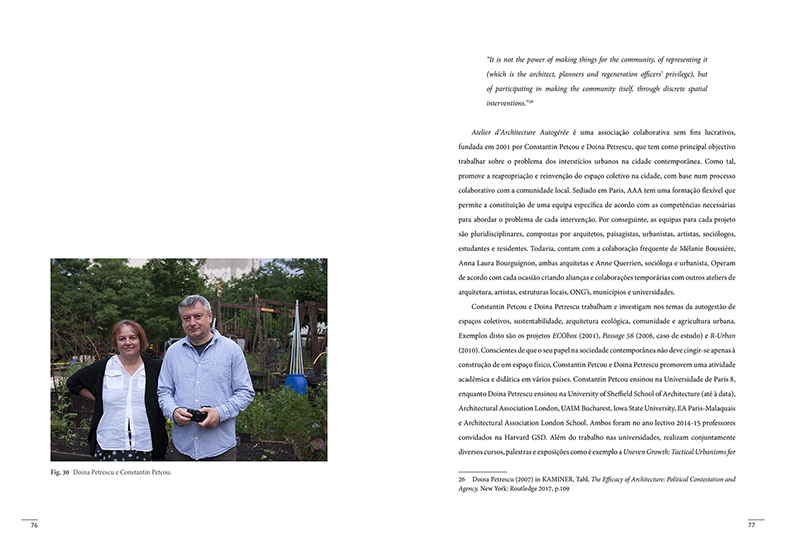 Fig. 30 Doina Petrescu e Constantin Petcou.
76
“It is not the power of making things for the community, of representing it
(which is the architect, planners and regeneration officers’ privilege), but
of participating in making the community itself, through discrete spatial
interventions.”26
Atelier d’Architecture Autogérée é uma associação colaborativa sem fins lucrativos,
fundada em 2001 por Constantin Petcou e Doina Petrescu, que tem como principal objectivo
trabalhar sobre o problema dos interstícios urbanos na cidade contemporânea. Como tal,
promove a reapropriação e reinvenção do espaço coletivo na cidade, com base num processo
colaborativo com a comunidade local. Sediado em Paris, AAA tem uma formação flexível que
permite a constituição de uma equipa específica de acordo com as competências necessárias
para abordar o problema de cada intervenção. Por conseguinte, as equipas para cada projeto
são pluridisciplinares, compostas por arquitetos, paisagistas, urbanistas, artistas, sociólogos,
estudantes e residentes. Todavia, contam com a colaboração frequente de Mélanie Boussière,
Anna Laura Bourguignon, ambas arquitetas e Anne Querrien, socióloga e urbanista. Operam
de acordo com cada ocasião criando alianças e colaborações temporárias com outros ateliers de
arquitetura, artistas, estruturas locais, ONG’s, municípios e universidades.
Constantin Petcou e Doina Petrescu trabalham e investigam nos temas da autogestão de
espaços coletivos, sustentabilidade, arquitetura ecológica, comunidade e agricultura urbana.
Exemplos disto são os projetos ECObox (2001), Passage 56 (2006, caso de estudo) e R-Urban
(2010). Conscientes de que o seu papel na sociedade contemporânea não deve cingir-se apenas à
construção de um espaço físico, Constantin Petcou e Doina Petrescu promovem uma atividade
académica e didática em vários países. Constantin Petcou ensinou na Universidade de Paris 8,
enquanto Doina Petrescu ensinou na University of Sheffield School of Architecture (até à data),
Architectural Association London, UAIM Bucharest, Iowa State University, EA Paris-Malaquais
e Architectural Association London School. Ambos foram no ano lectivo 2014-15 professores
convidados na Harvard GSD. Além do trabalho nas universidades, realizam conjuntamente
diversos cursos, palestras e exposições como é exemplo a Uneven Growth: Tactical Urbanisms for
26 Doina Petrescu (2007) in KAMINER, Tahl, The Efficacy of Architecture: Political Contestation and
Agency, New York: Routledge 2017, p.109
77